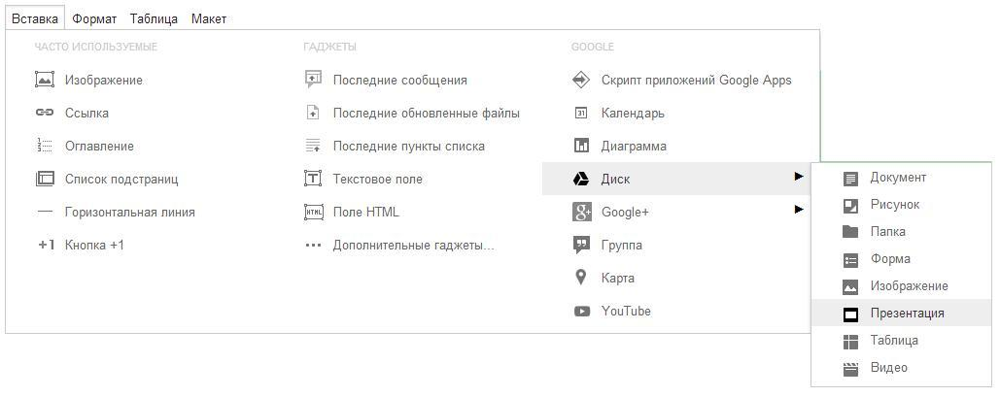 Вставка Формат Таблица Макет
ЧАСТО ИСПОЛЬЗУЕМЫЕ
Изображение
Ссылка
Оглавление
Список подстраниц
Горизонтальная линия
+1 Кнопка +1
ГАДЖЕТЫ
Последние сообщения
Последние обновленные файлы
Последние пункты списка
T Текстовое поле
HTML Поле HTML
Дополнительные гаджеты...
GOOGLE
Скрипт приложений Google Apps
31 Календарь
Диаграмма
Диск
g+ Google+
Группа
Карта
YouTube
Документ
Рисунок
Папка
Форма
Изображение
Презентация
Таблица
Видео